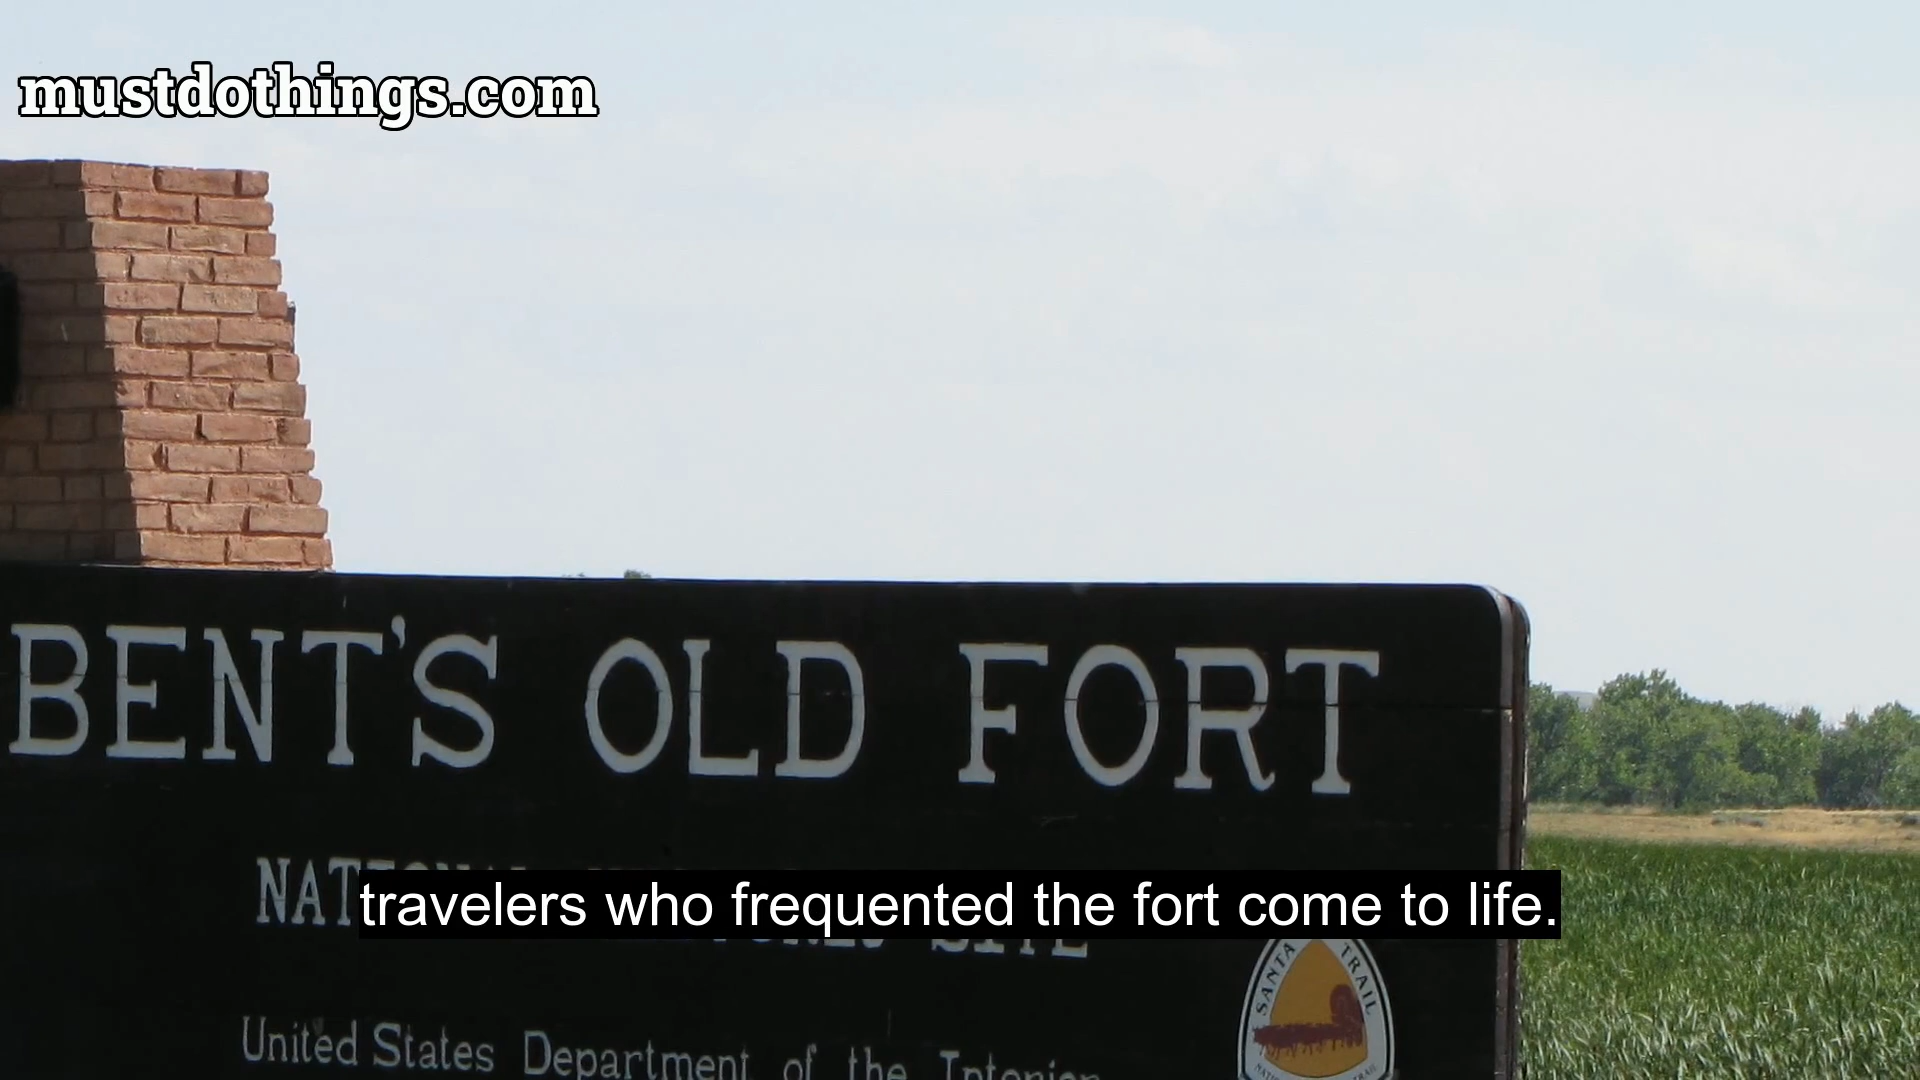 mustdothings.com
BENT'S OLD FORT
travelers who frequented the fort come to life.
SITE
SANTA TRAIL
United States Department of the